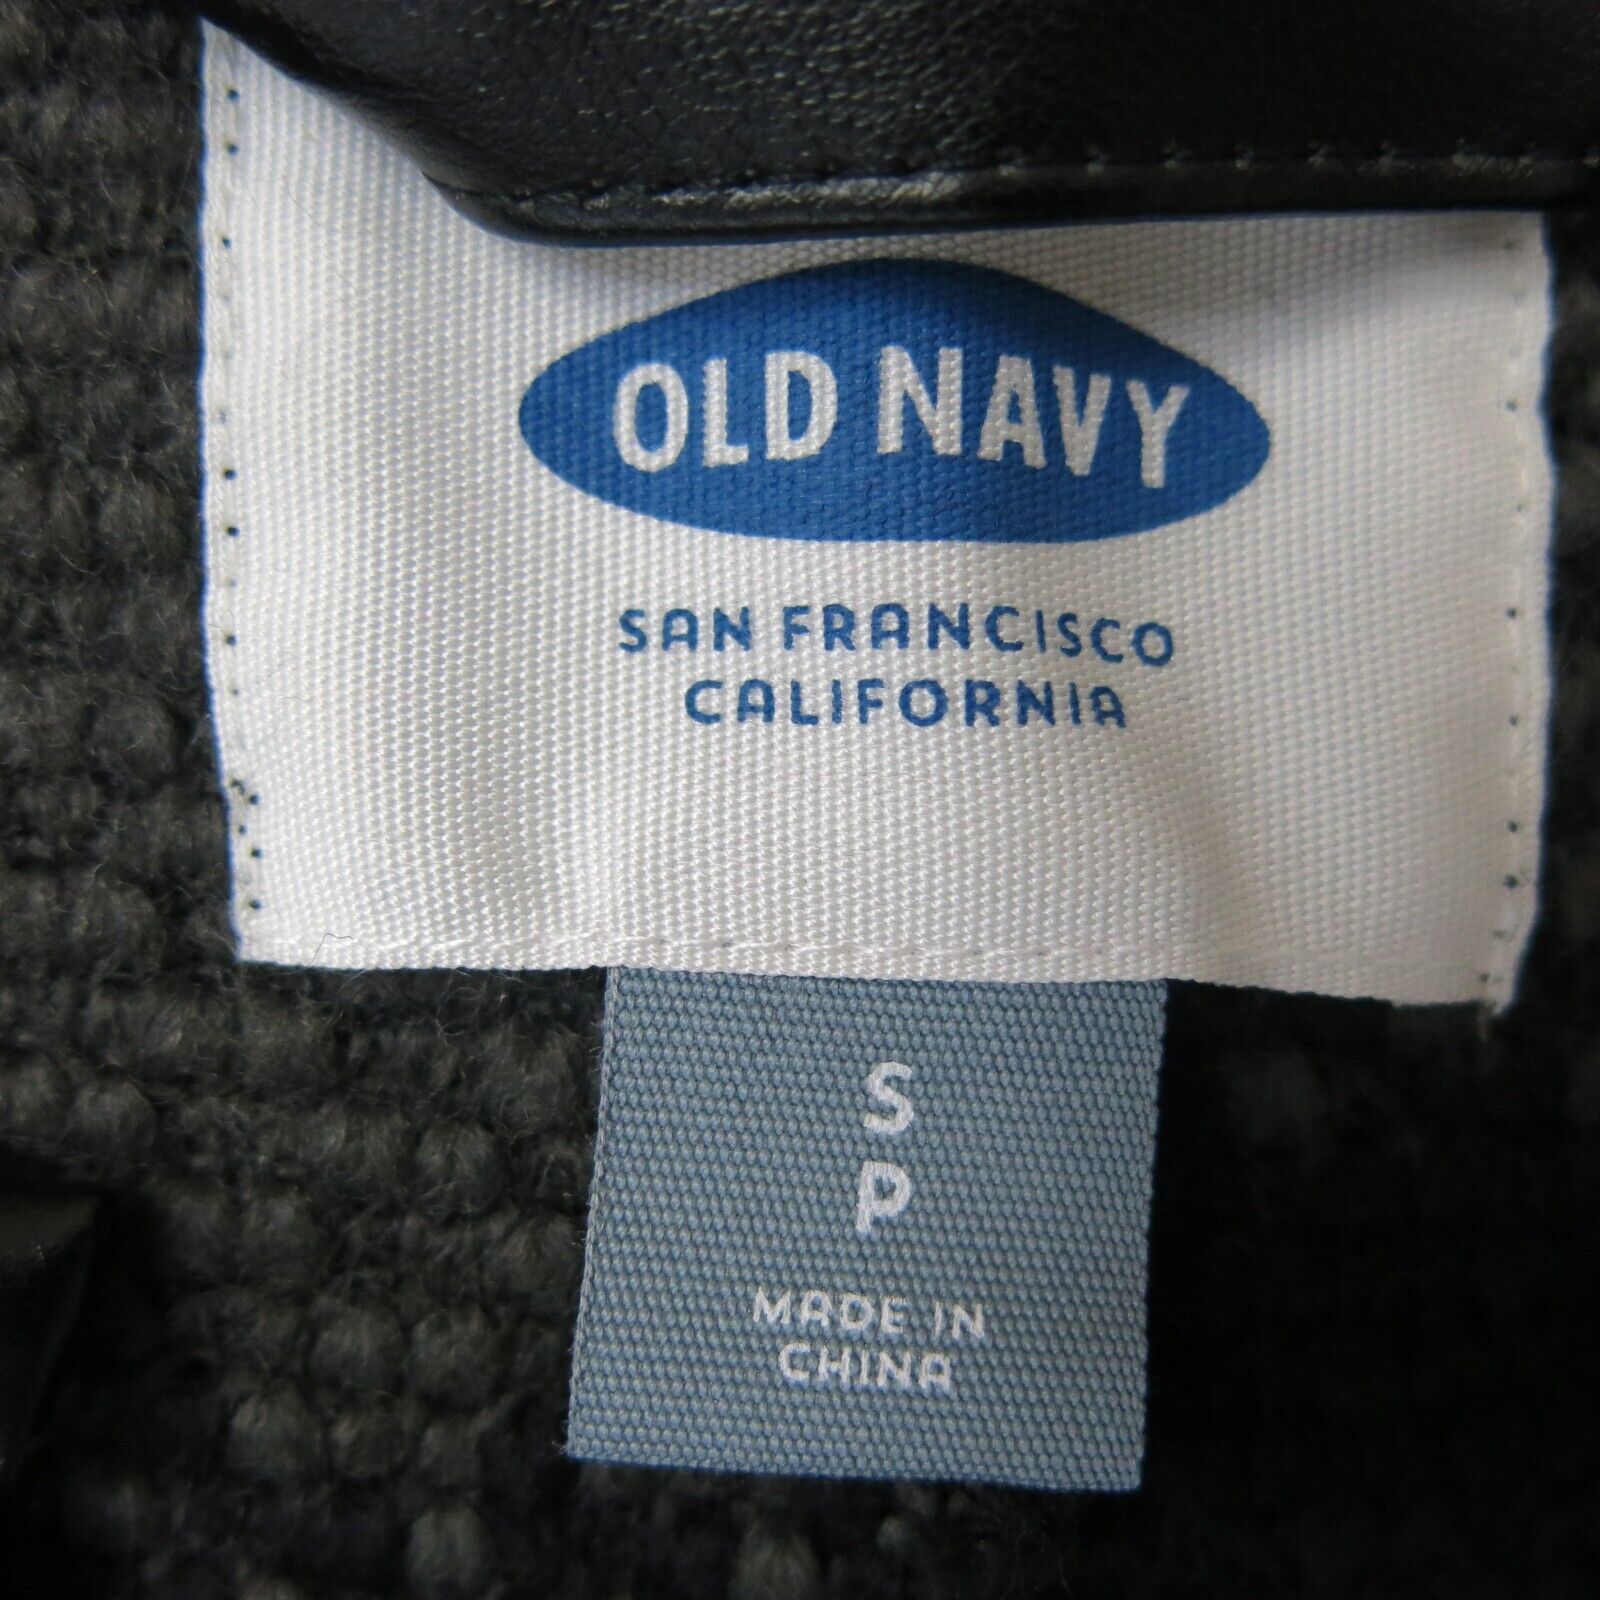 OLD NAVY
SAN FRANCISCO
CALIFORNIA
S
P
MADE IN
CHINA